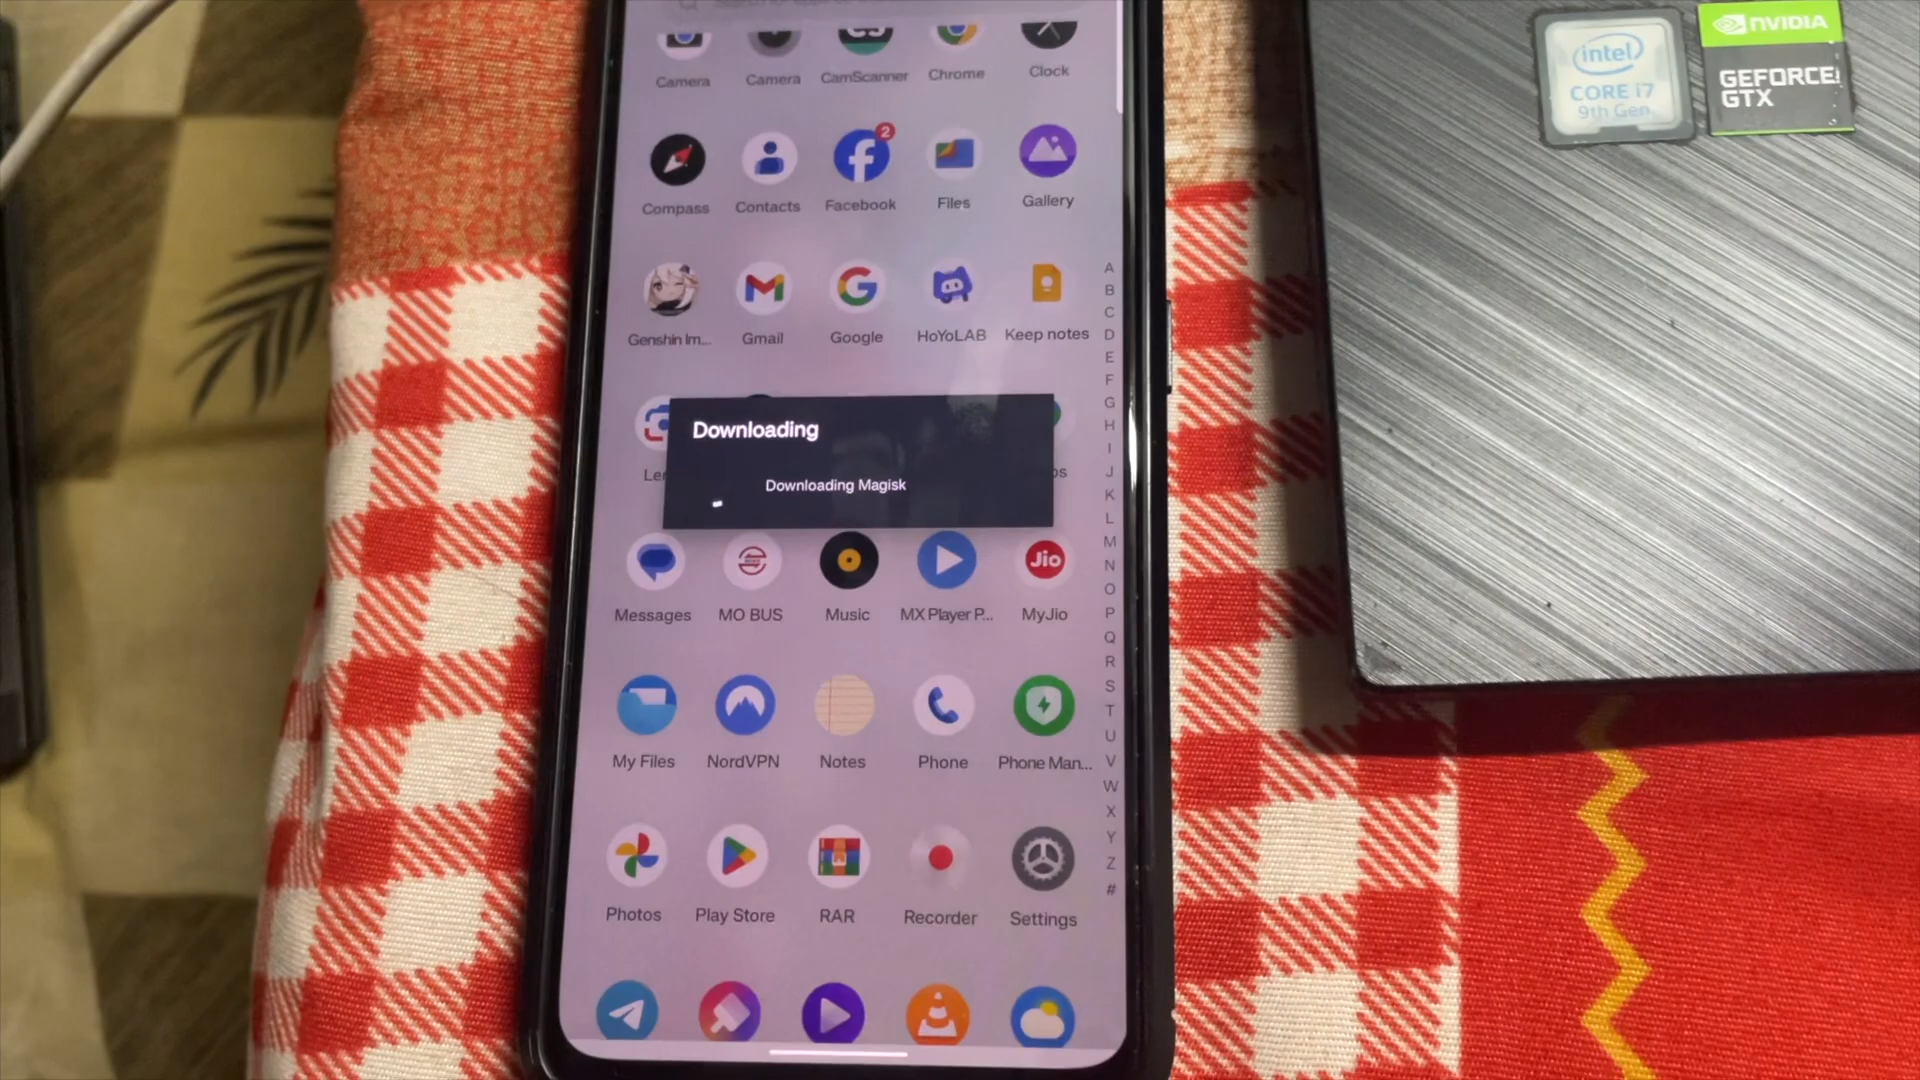 Camera Camera CamScanner Chrome Clock
2
Compass Contacts Facebook Files Gallery
Genshin Im... Gmail Google HoYoLAB Keep notes
Downloading
Downloading Magisk
Jio
Messages MO BUS Music MX Player P... MyJio
My Files NordVPN Notes Phone Phone Man...
Photos Play Store RAR Recorder Settings
A
B
C
D
E
F
G
H
I
J
K
L
M
N
O
P
Q
R
S
T
U
V
W
X
Y
Z
#
intel
CORE i7
9th Gen
NVIDIA
GEFORCE
GTX